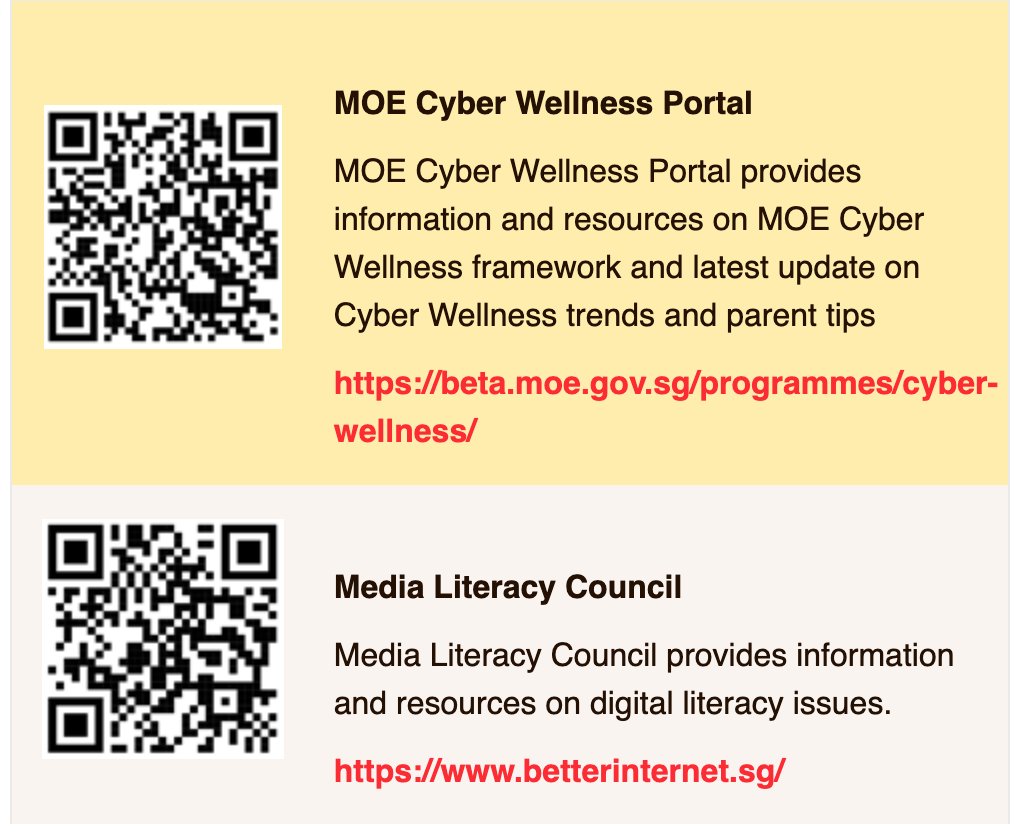 MOE Cyber Wellness Portal
MOE Cyber Wellness Portal provides
information and resources on MOE Cyber
Wellness framework and latest update on
Cyber Wellness trends and parent tips
https://beta.moe.gov.sg/programmes/cyber-
wellness/
Media Literacy Council
Media Literacy Council provides information
and resources on digital literacy issues.
https://www.betterinternet.sg/